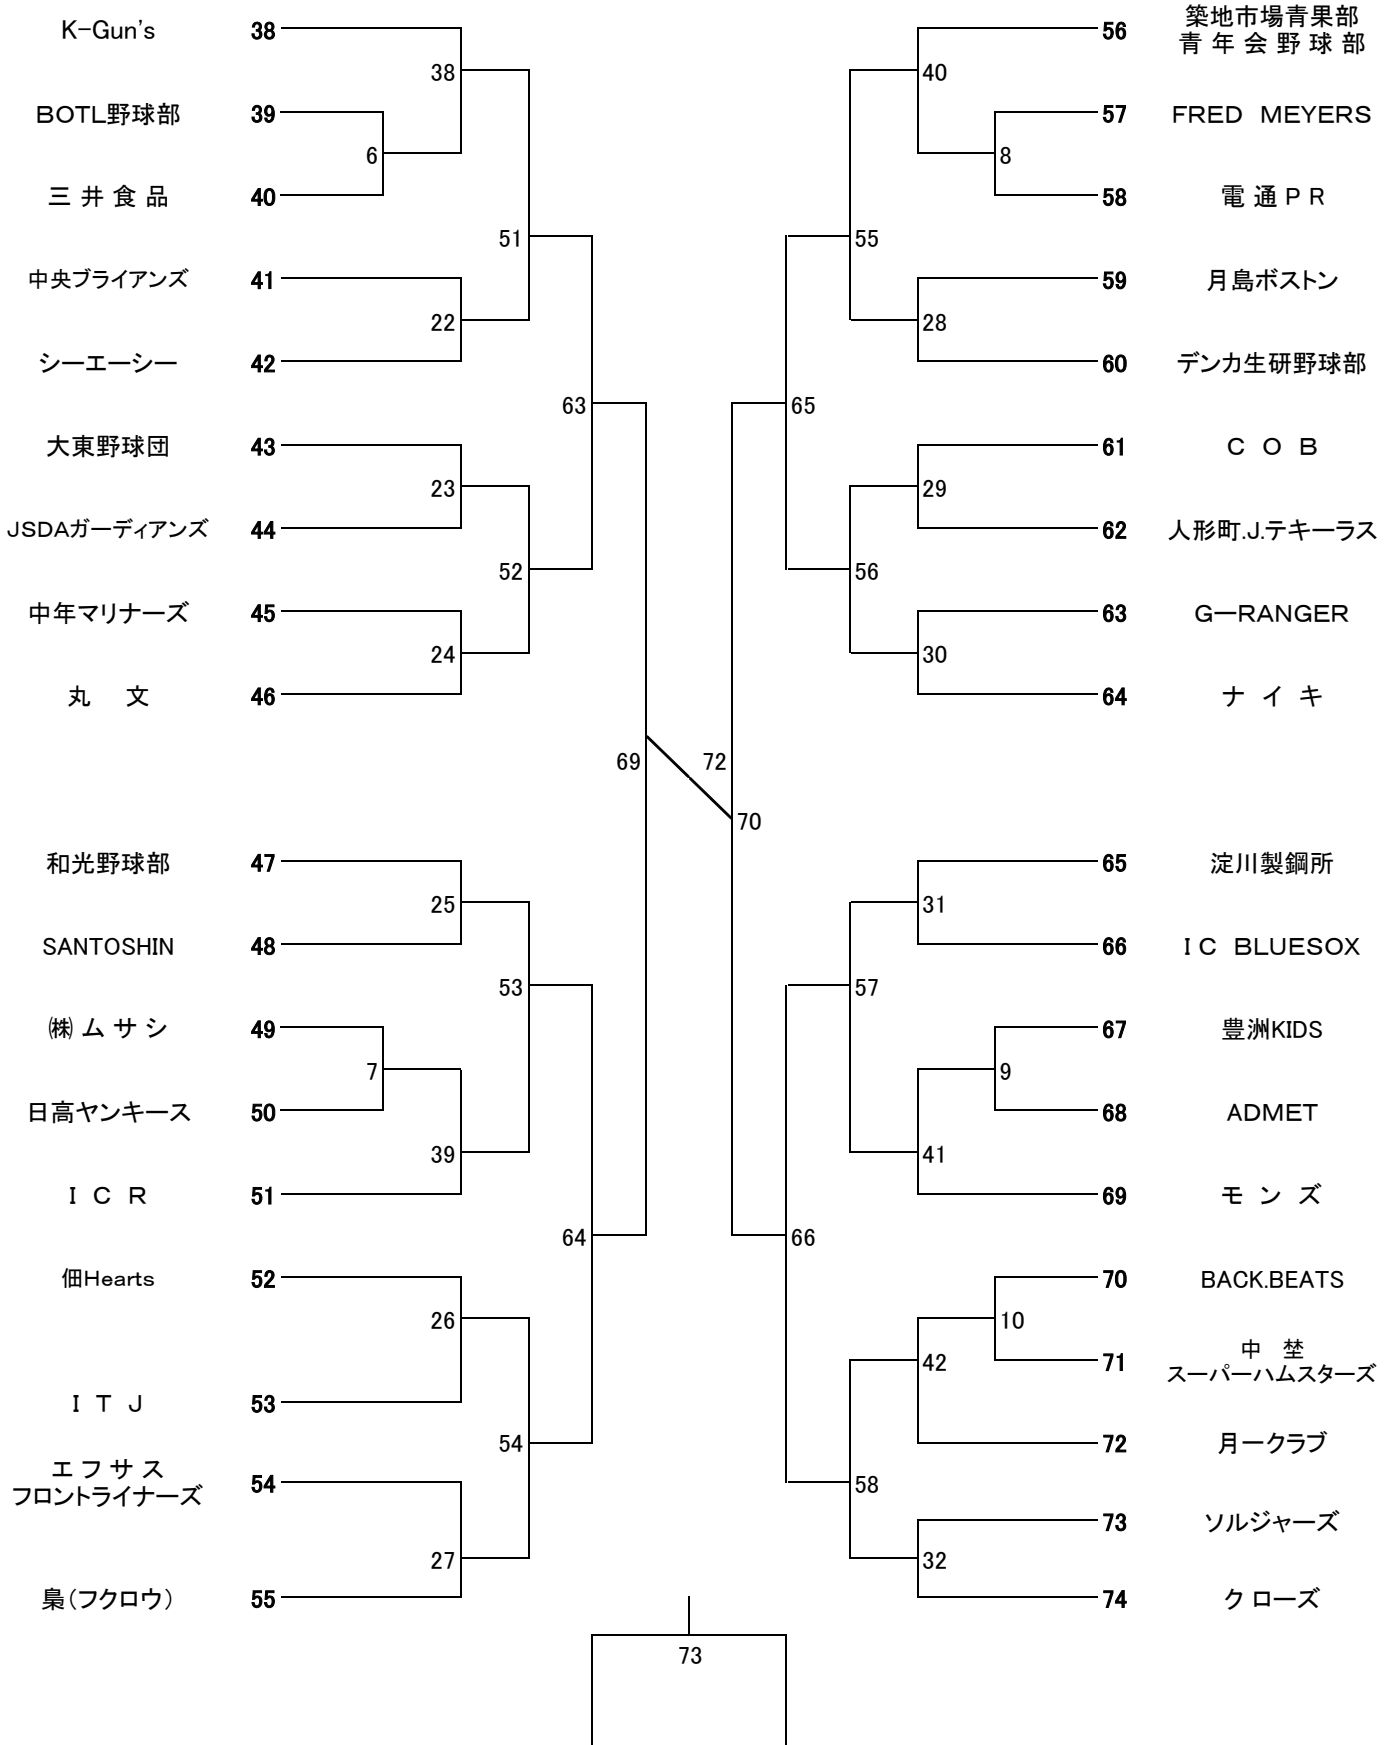 K-Gun's 38
38
BOTL野球部 39
6
三 井 食 品 40
51
中央ブライアンズ 41
22
シーエーシー 42
63
大東野球団 43
23
JSDAガーディアンズ 44
52
中年マリナーズ 45
24
丸 文 46
69
和光野球部 47
25
SANTOSHIN 48
53
㈱ ム サ シ 49
7
日高ヤンキース 50
39
I C R 51
64
佃Hearts 52
26
I T J 53
54
エ フ サ ス
フロントライナーズ 54
27
梟(フクロウ) 55
56 築地市場青果部
青 年 会 野 球 部
40
57 FRED MEYERS
8
58 電 通 P R
55
59 月島ボストン
28
60 デンカ生研野球部
65
61 C O B
29
62 人形町.J.テキーラス
56
63 GーRANGER
30
64 ナ イ キ
72
70
65 淀川製鋼所
31
66 I C BLUESOX
57
67 豊洲KIDS
9
68 ADMET
41
69 モ ン ズ
66
70 BACK.BEATS
10
71 中 埜
スーパーハムスターズ
42
72 月一クラブ
58
73 ソルジャーズ
32
74 ク ローズ
73